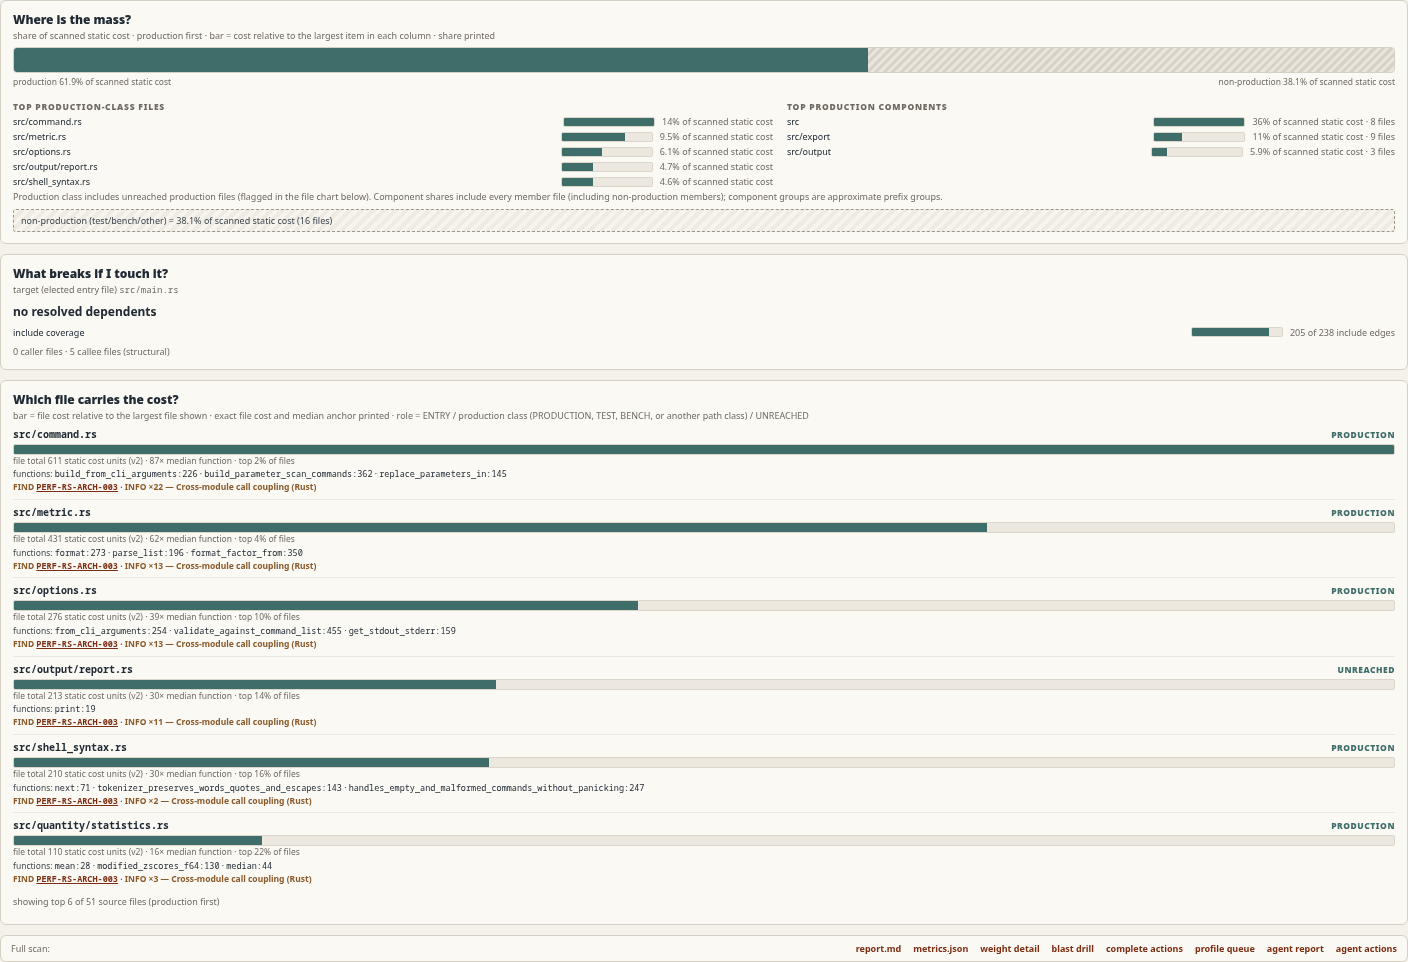 Where is the mass?
share of scanned static cost · production first · bar = cost relative to the largest item in each column · share printed
production 61.9% of scanned static cost
non-production 38.1% of scanned static cost
TOP PRODUCTION-CLASS FILES
src/command.rs 14% of scanned static cost
src/metric.rs 9.5% of scanned static cost
src/options.rs 6.1% of scanned static cost
src/output/report.rs 4.7% of scanned static cost
src/shell_syntax.rs 4.6% of scanned static cost
TOP PRODUCTION COMPONENTS
src 36% of scanned static cost · 8 files
src/export 11% of scanned static cost · 9 files
src/output 5.9% of scanned static cost · 3 files
Production class includes unreached production files (flagged in the file chart below). Component shares include every member file (including non-production members); component groups are approximate prefix groups.
non-production (test/bench/other) = 38.1% of scanned static cost (16 files)
What breaks if I touch it?
target (elected entry file) src/main.rs
no resolved dependents
include coverage 205 of 238 include edges
0 caller files · 5 callee files (structural)
Which file carries the cost?
bar = file cost relative to the largest file shown · exact file cost and median anchor printed · role = ENTRY / production class (PRODUCTION, TEST, BENCH, or another path class) / UNREACHED
src/command.rs PRODUCTION
file total 611 static cost units (v2) · 87× median function · top 2% of files
functions: build_from_cli_arguments:226 · build_parameter_scan_commands:362 · replace_parameters_in:145
FIND PERF-RS-ARCH-003 · INFO ×22 — Cross-module call coupling (Rust)
src/metric.rs PRODUCTION
file total 431 static cost units (v2) · 62× median function · top 4% of files
functions: format:273 · parse_list:196 · format_factor_from:350
FIND PERF-RS-ARCH-003 · INFO ×13 — Cross-module call coupling (Rust)
src/options.rs PRODUCTION
file total 276 static cost units (v2) · 39× median function · top 10% of files
functions: from_cli_arguments:254 · validate_against_command_list:455 · get_stdout_stderr:159
FIND PERF-RS-ARCH-003 · INFO ×13 — Cross-module call coupling (Rust)
src/output/report.rs UNREACHED
file total 213 static cost units (v2) · 30× median function · top 14% of files
functions: print:19
FIND PERF-RS-ARCH-003 · INFO ×11 — Cross-module call coupling (Rust)
src/shell_syntax.rs PRODUCTION
file total 210 static cost units (v2) · 30× median function · top 16% of files
functions: next:71 · tokenizer_preserves_words_quotes_and_escapes:143 · handles_empty_and_malformed_commands_without_panicking:247
FIND PERF-RS-ARCH-003 · INFO ×2 — Cross-module call coupling (Rust)
src/quantity/statistics.rs PRODUCTION
file total 110 static cost units (v2) · 16× median function · top 22% of files
functions: mean:28 · modified_zscores_f64:130 · median:44
FIND PERF-RS-ARCH-003 · INFO ×3 — Cross-module call coupling (Rust)
showing top 6 of 51 source files (production first)
Full scan: report.md metrics.json weight detail blast drill complete actions profile queue agent report agent actions